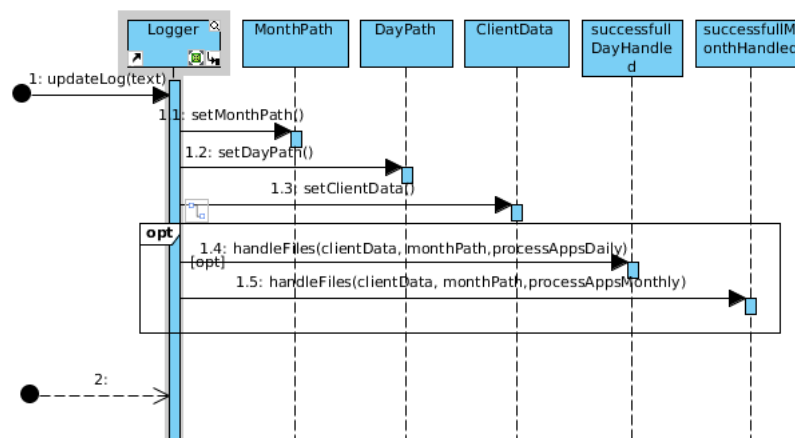 Logger
MonthPath
DayPath
ClientData
successfull
DayHandle
d
successfullM
onthHandled
1: updateLog(text)
1.1: setMonthPath()
1.2: setDayPath()
1.3: setClientData()
opt
1.4: handleFiles(clientData, monthPath,processAppsDaily)
[opt]
1.5: handleFiles(clientData, monthPath,processAppsMonthly)
2: